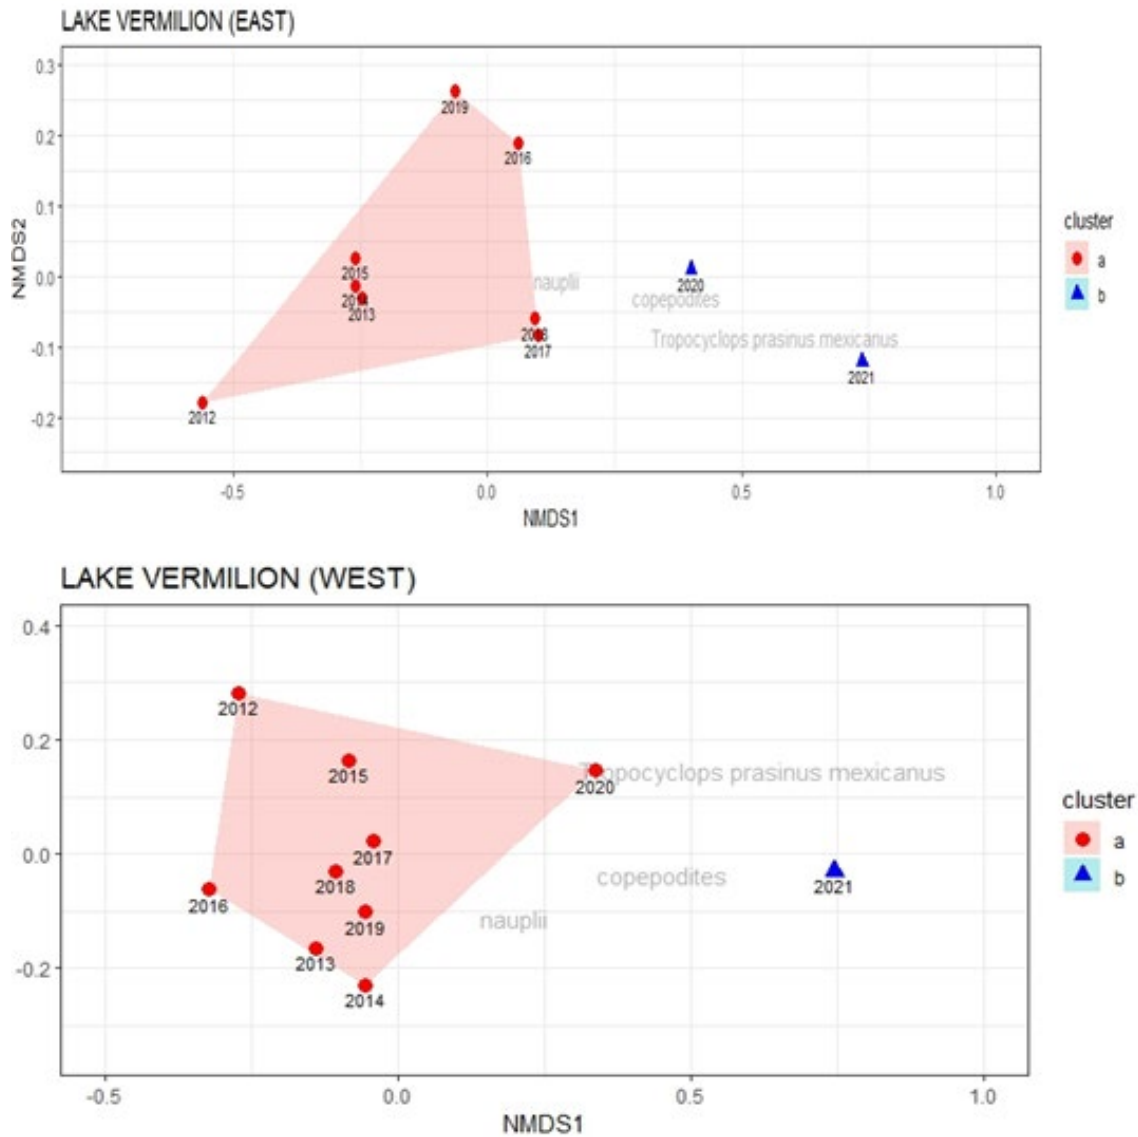 LAKE VERMILION (EAST)
0.3
2019
0.2
2016
0.1
cluster
NMDS2
a
2015
0.0
nauplii
2020
b
2014
copepodites
2013
2018
Tropocyclops prasinus mexicanus
-0.1
2017
2021
2012
-0.2
-0.5
0.0
0.5
1.0
NMDS1
LAKE VERMILION (WEST)
0.4
2012
0.2
2015
Tropocyclops prasinus mexicanus
2020
cluster
a
0.0
2017
2018
copepodites
2021
b
2016
nauplii
2019
2013
-0.2
2014
-0.5
0.0
0.5
1.0
NMDS1